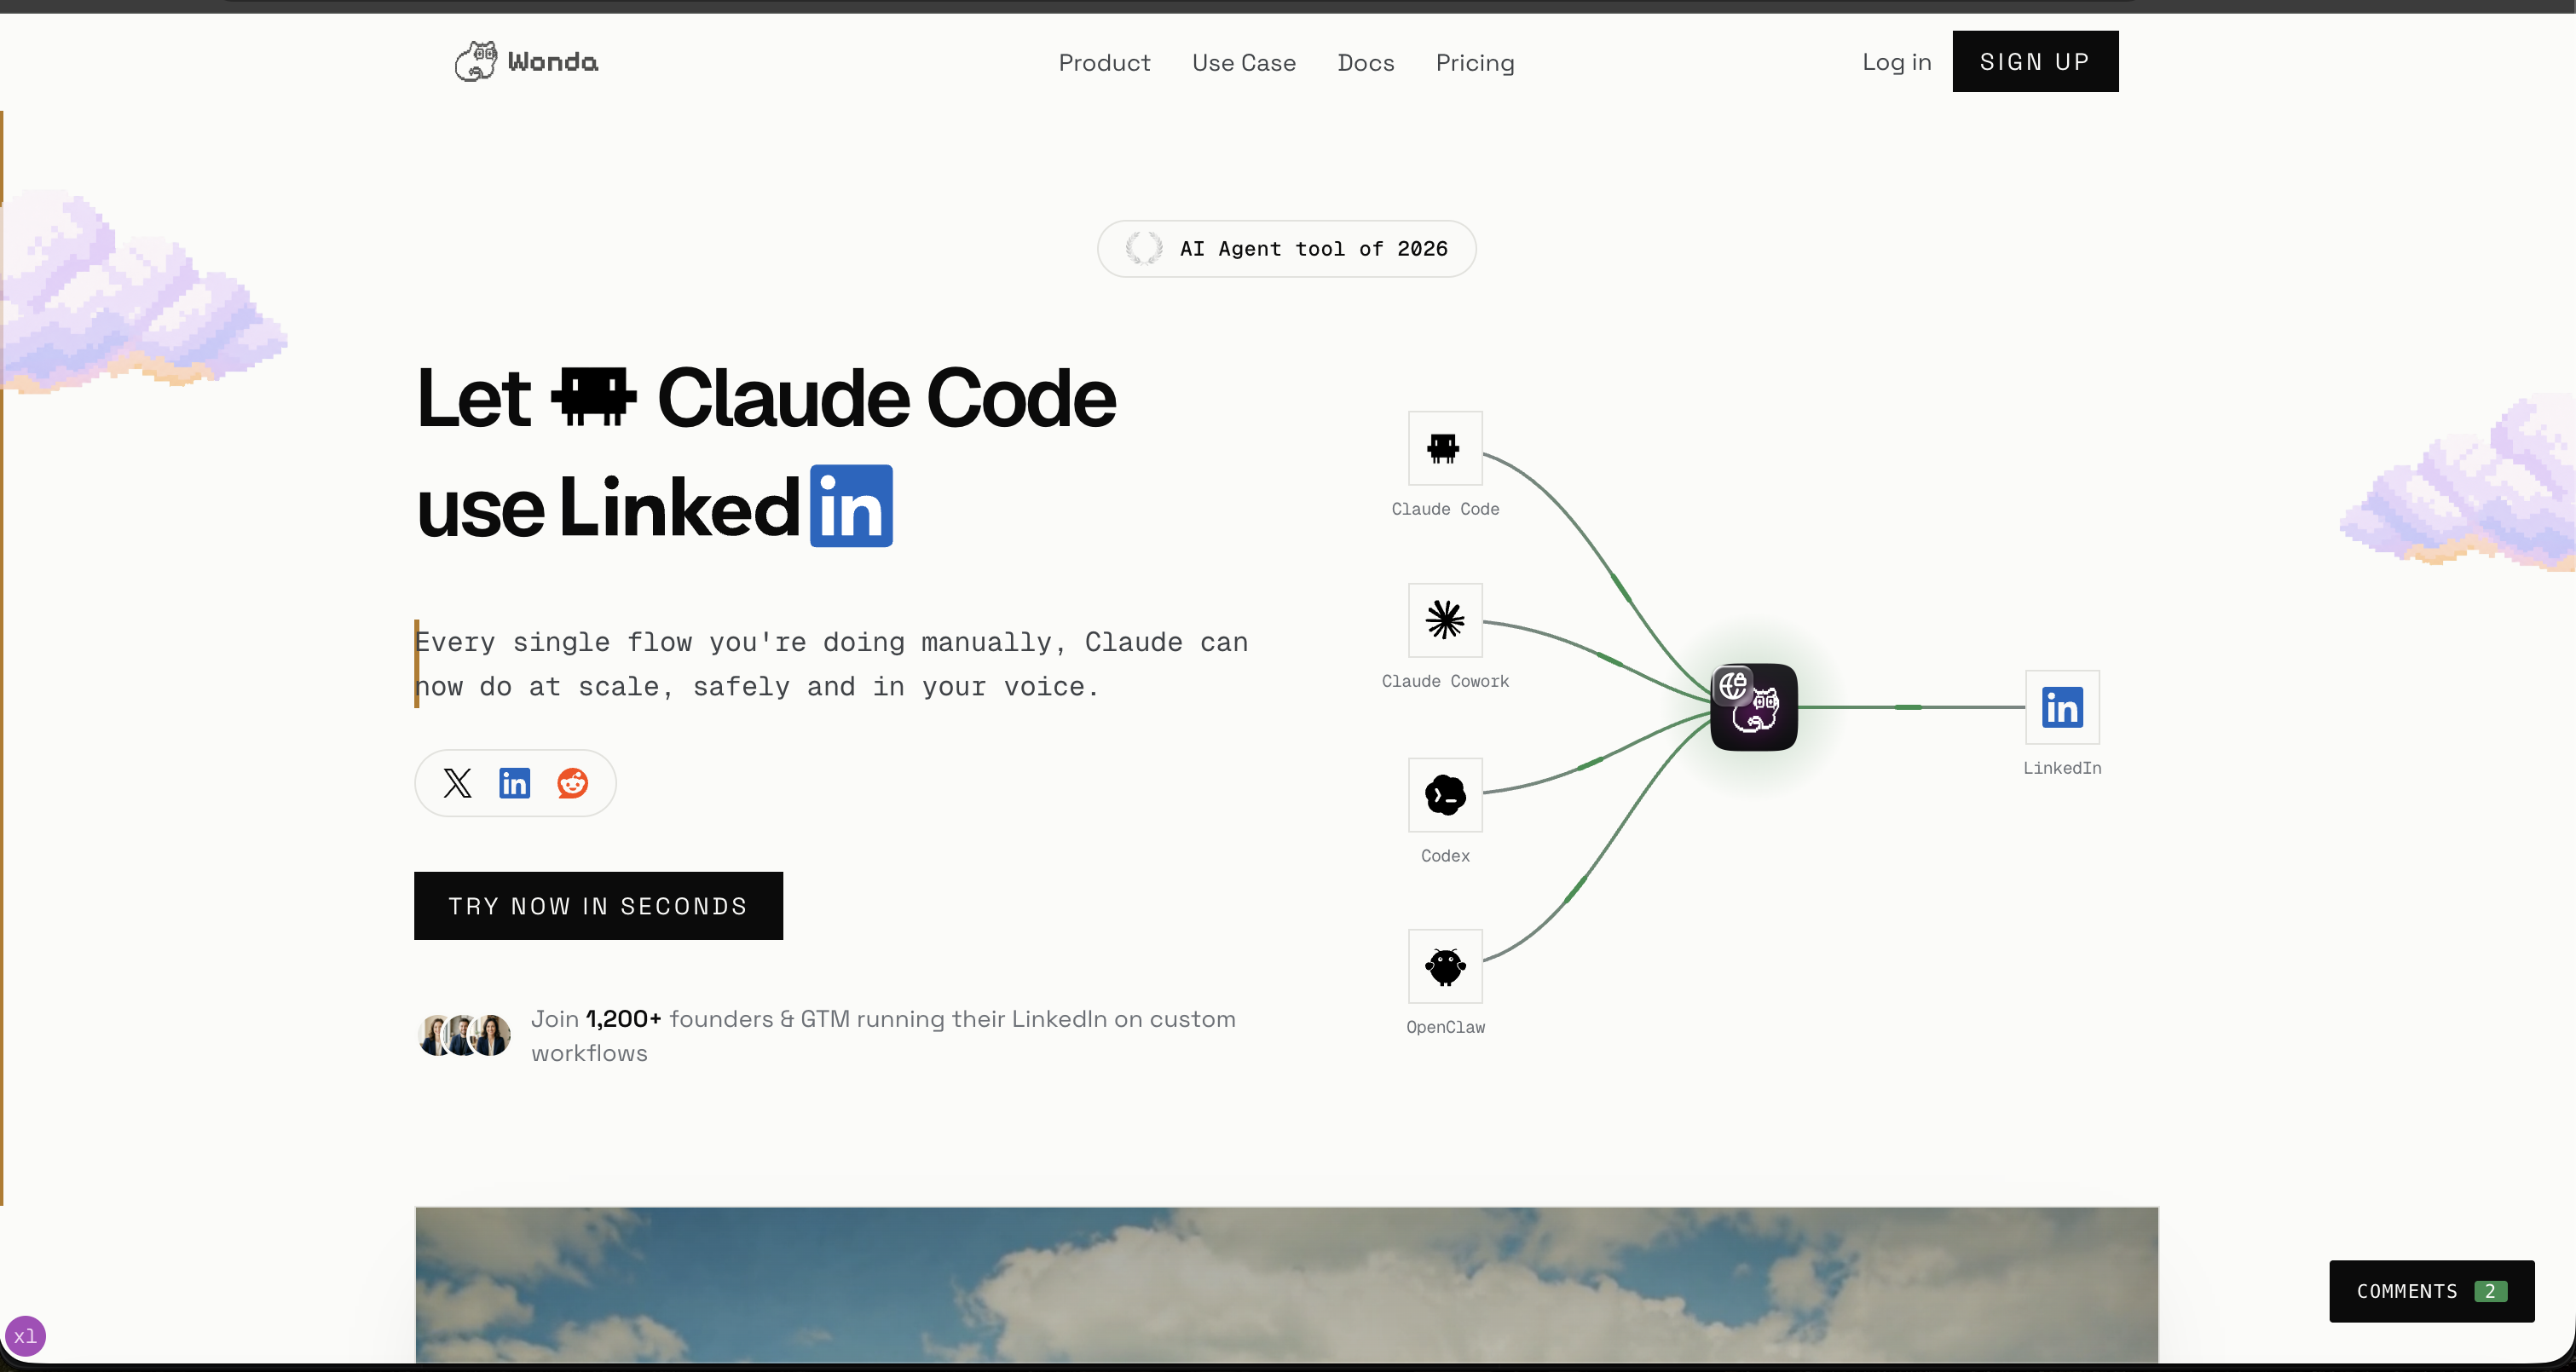 Wonda
Product
Use Case
Docs
Pricing
Log in
SIGN UP
AI Agent tool of 2026
Let Claude Code
use Linked in
Every single flow you're doing manually, Claude can
now do at scale, safely and in your voice.
in
TRY NOW IN SECONDS
Join 1,200+ founders & GTM running their LinkedIn on custom
workflows
Claude Code
Claude Cowork
Codex
OpenClaw
in
LinkedIn
COMMENTS 2
xl